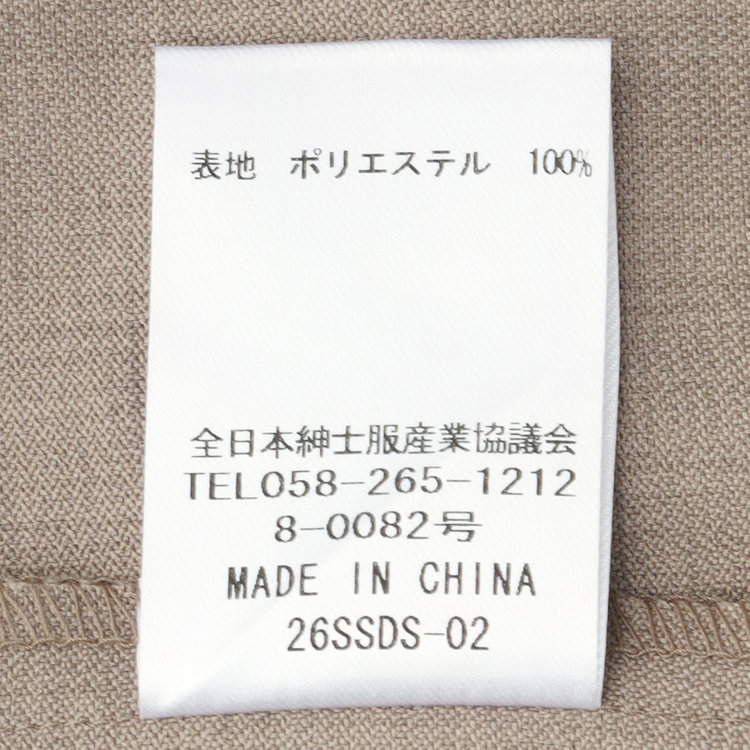 表地 ポリエステル 100%
全日本紳士服産業協議会
TEL058-265-1212
8-0082号
MADE IN CHINA
26SSDS-02